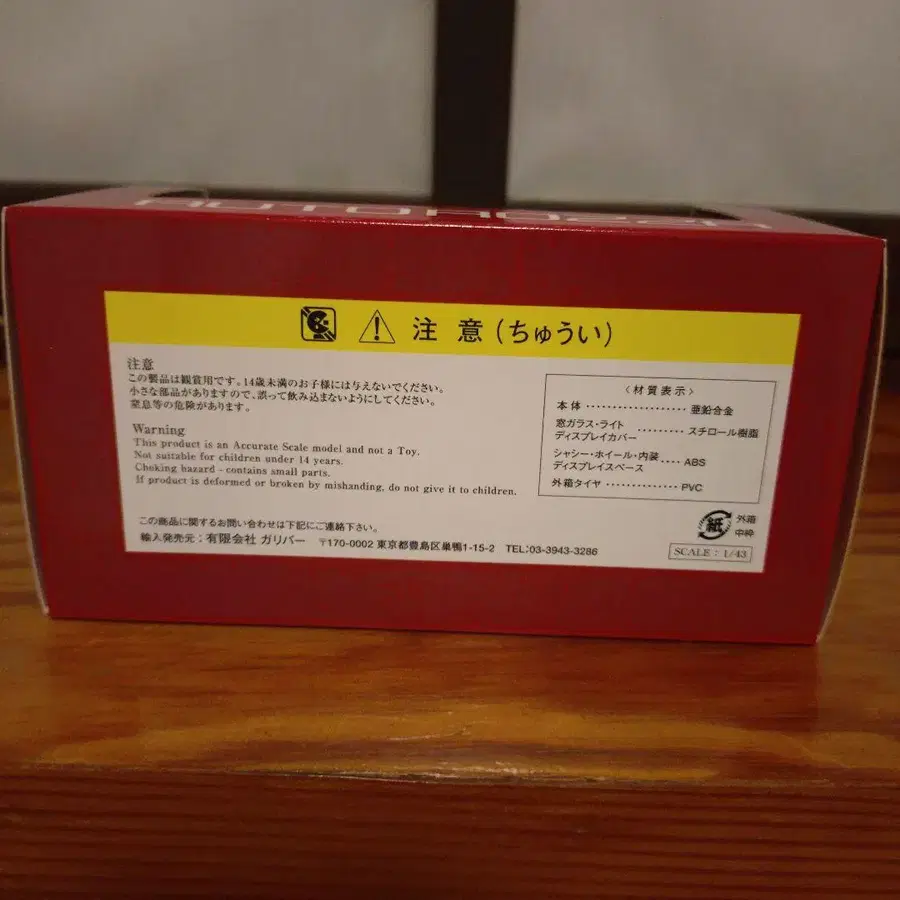 注意(ちゅうい)
注意
この製品は観賞用です。14歳未満のお子様には与えないでください。
小さな部品がありますので、誤って飲み込まないようにしてください。
窒息等の危険があります。
Warning
This product is an Accurate Scale model and not a Toy.
Not suitable for children under 14 years.
Choking hazard - contains small parts.
If product is deformed or broken by mishanding, do not give it to children.
〈材質表示〉
本体 ･････････････････ 亜鉛合金
窓ガラス・ライト
ディスプレイカバー ･････････ スチロール樹脂
シャシー・ホイール・内装
ディスプレイスペース ････ ABS
外箱タイヤ ･･････････････ PVC
この商品に関するお問い合わせは下記にご連絡下さい。
輸入発売元:有限会社 ガリバー 〒170-0002 東京都豊島区巣鴨1-15-2 TEL:03-3943-3286
紙
外箱
中枠
SCALE : 1/43